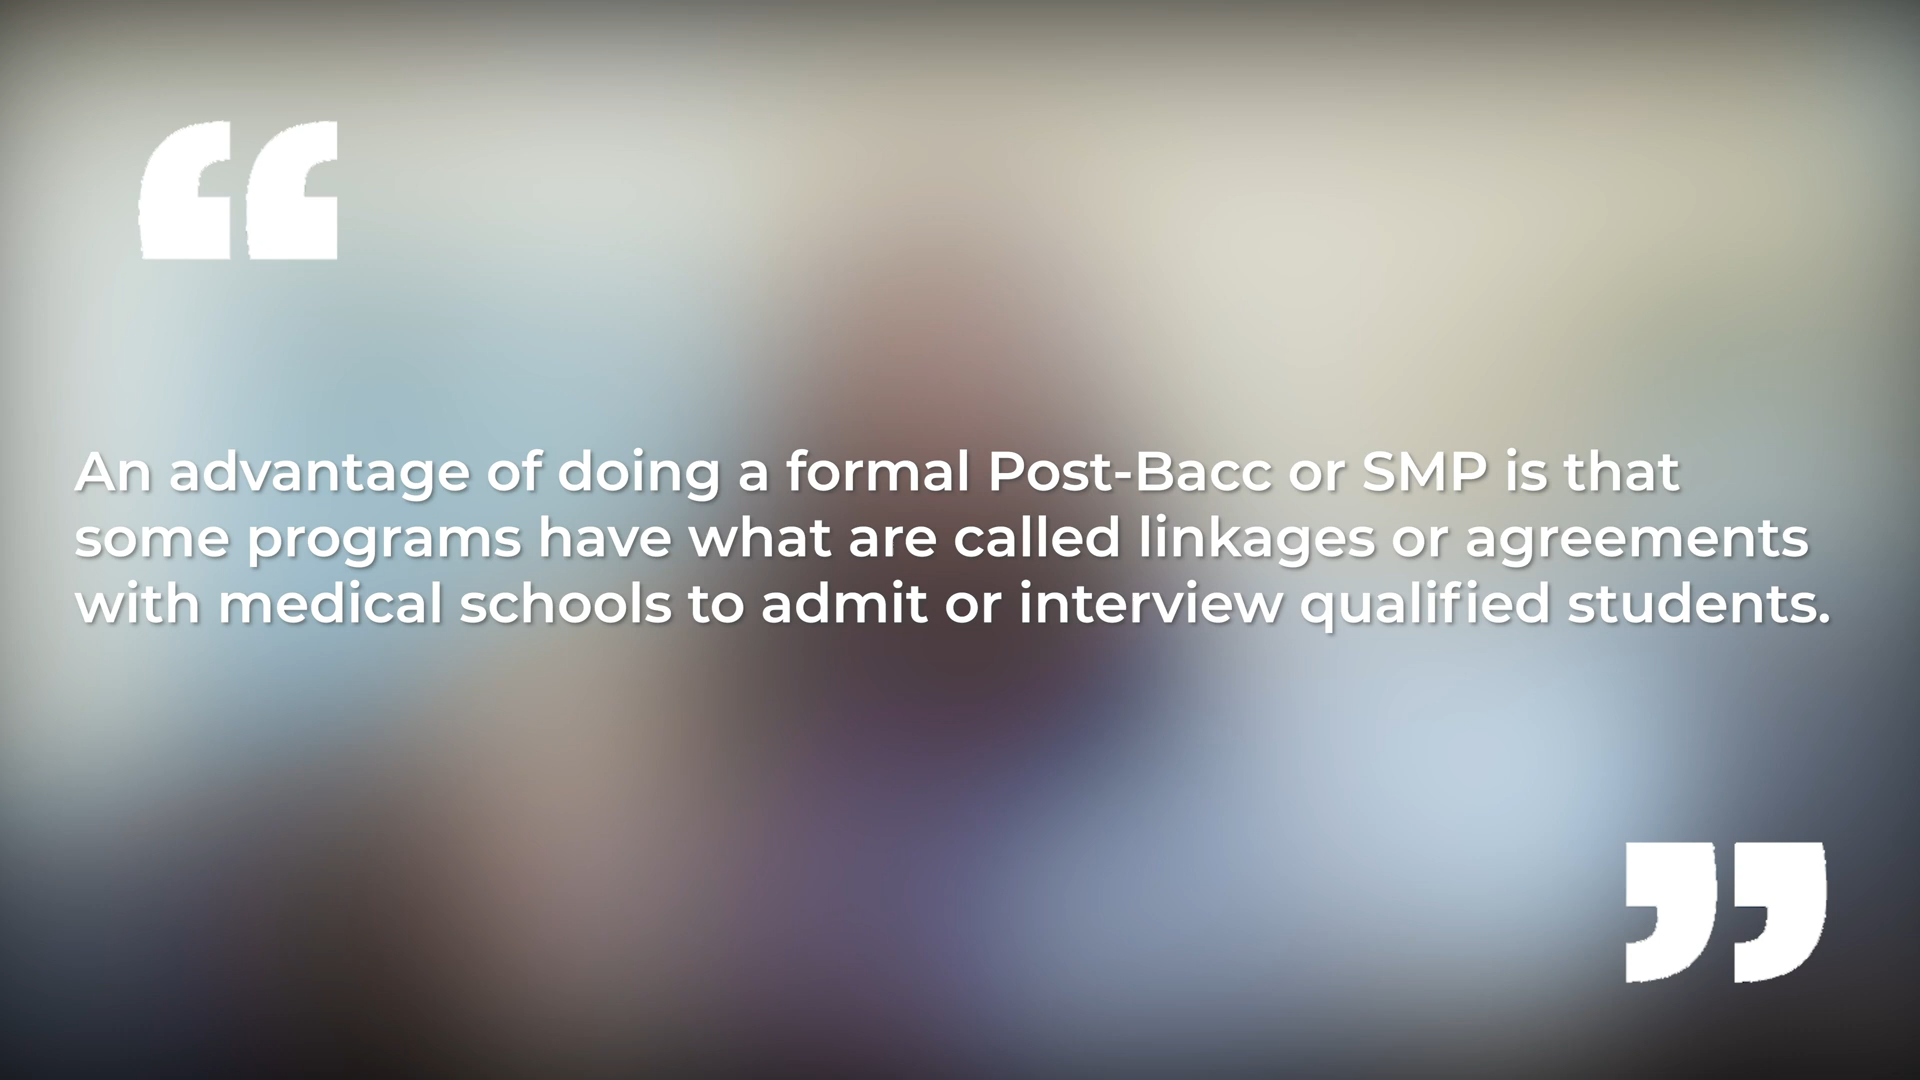 “
An advantage of doing a formal Post-Bacc or SMP is that
some programs have what are called linkages or agreements
with medical schools to admit or interview qualified students.
”